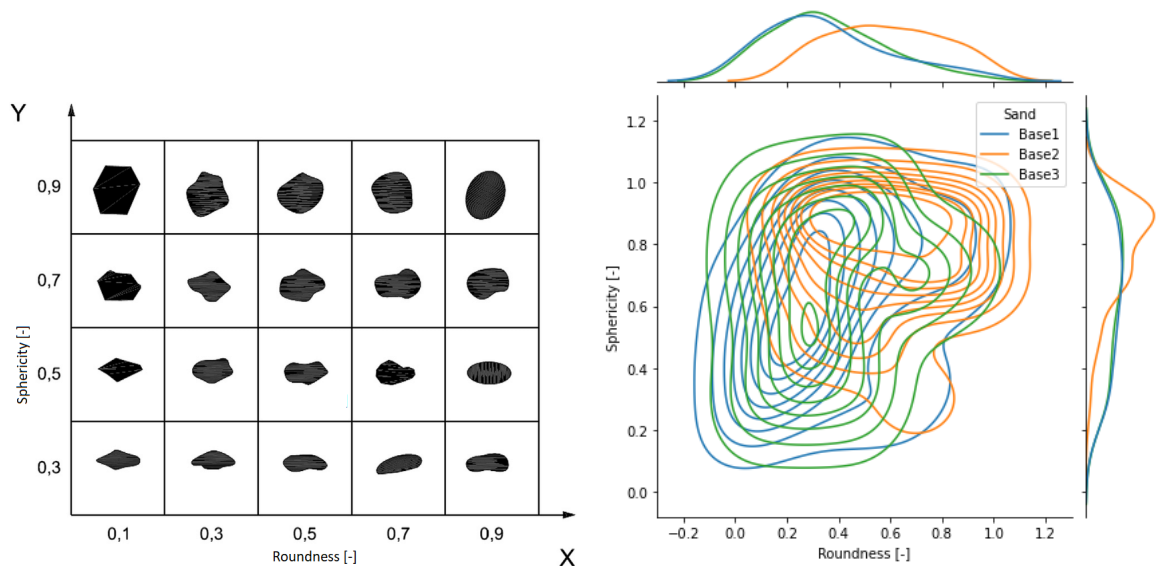 Y
0,9
0,7
0,5
0,3
Sphericity [-]
0,1 0,3 0,5 0,7 0,9
Roundness [-]
X
Sand
Base1
Base2
Base3
1.2
1.0
0.8
0.6
0.4
0.2
0.0
Sphericity [-]
−0.2 0.0 0.2 0.4 0.6 0.8 1.0 1.2
Roundness [-]